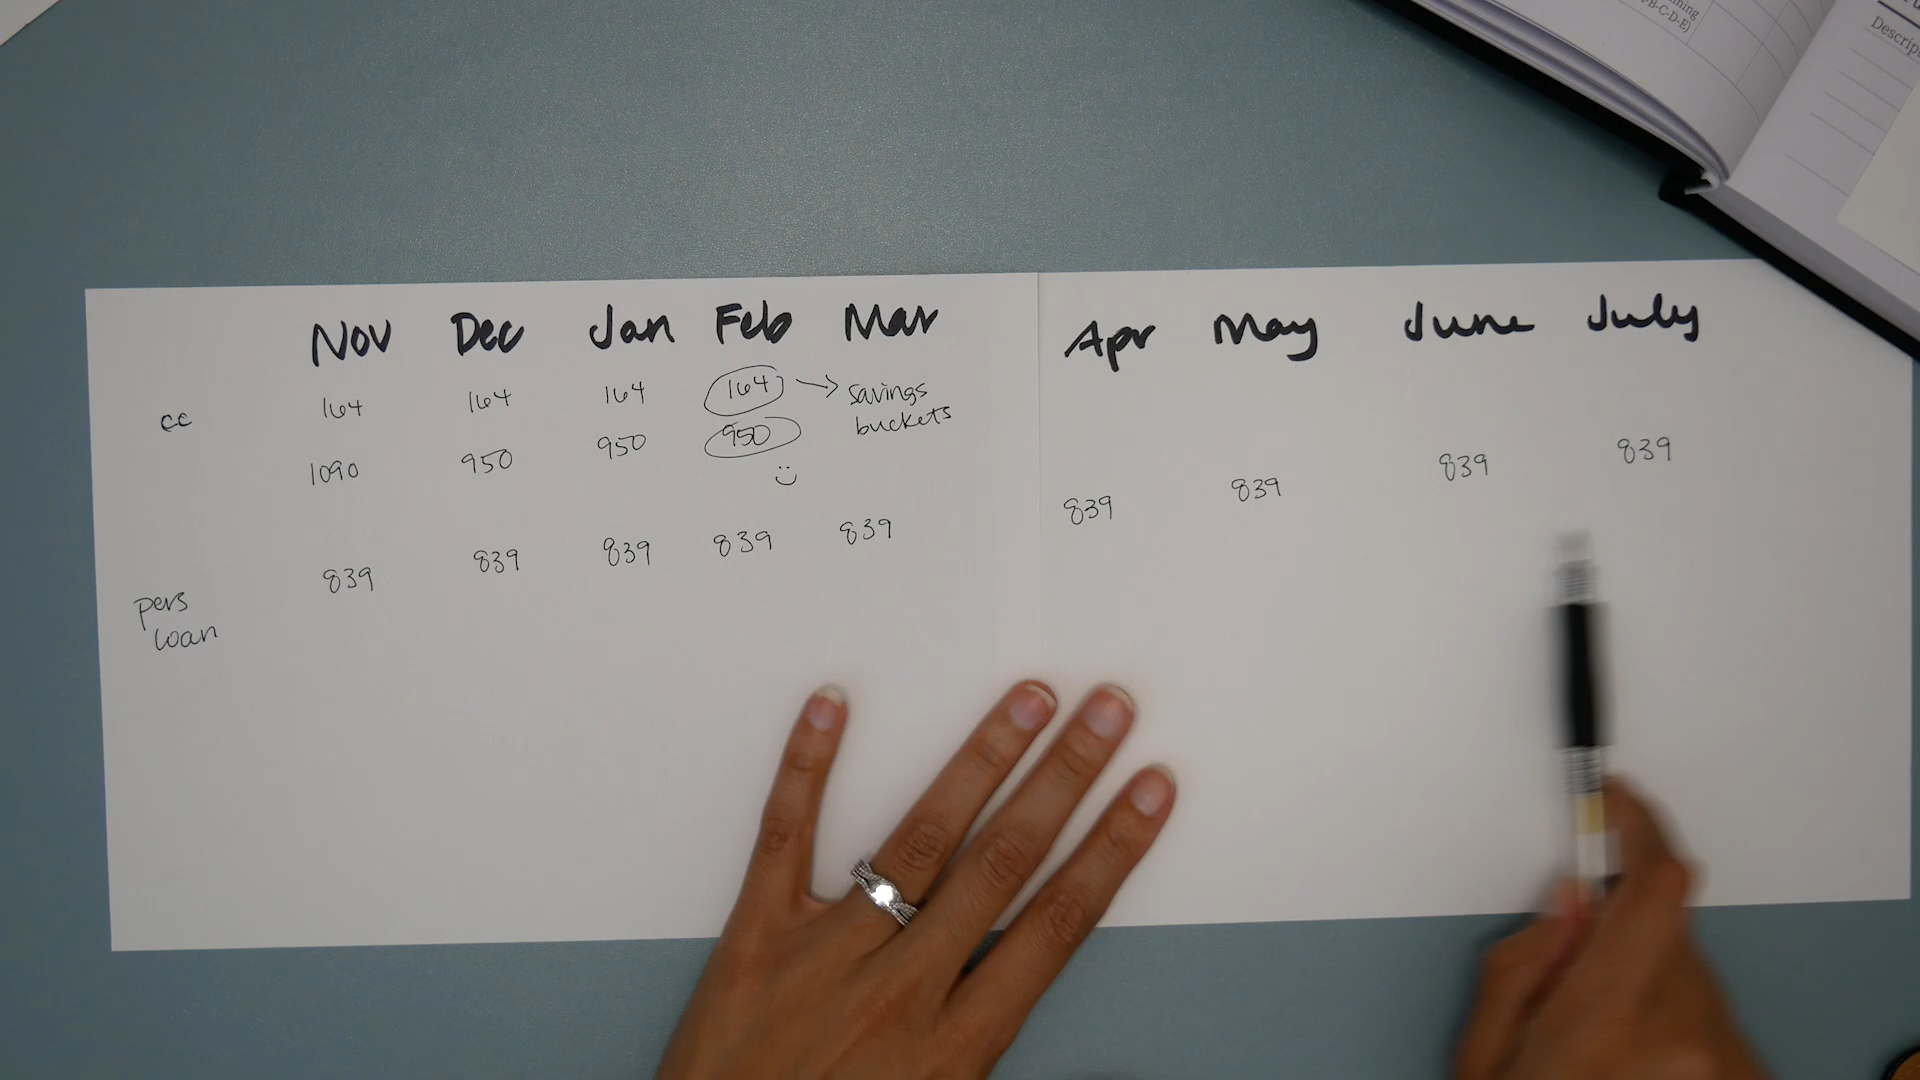 Nov Dec Jan Feb Mar Apr May June July
cc 164 164 164 164 → savings
buckets
1090 950 950 950
839 839 839 839 839 839 839 839 839
pers
loan
-B-C-D-E)